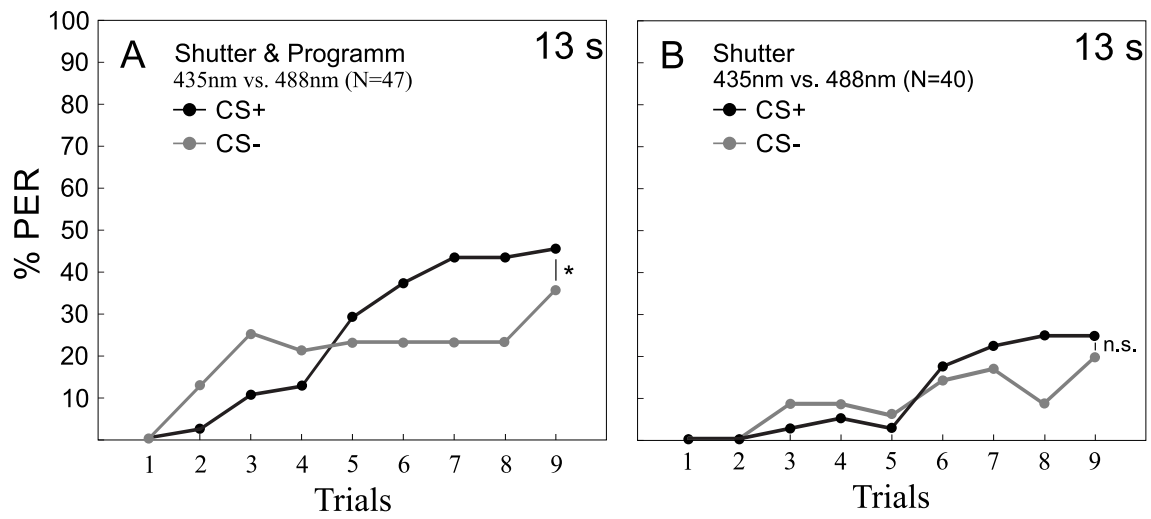 100
90
80
70
60
50
40
30
20
10
% PER
A
Shutter & Programm
435nm vs. 488nm (N=47)
CS+
CS-
13 s
*
1 2 3 4 5 6 7 8 9
Trials
B
Shutter
435nm vs. 488nm (N=40)
CS+
CS-
13 s
n.s.
1 2 3 4 5 6 7 8 9
Trials